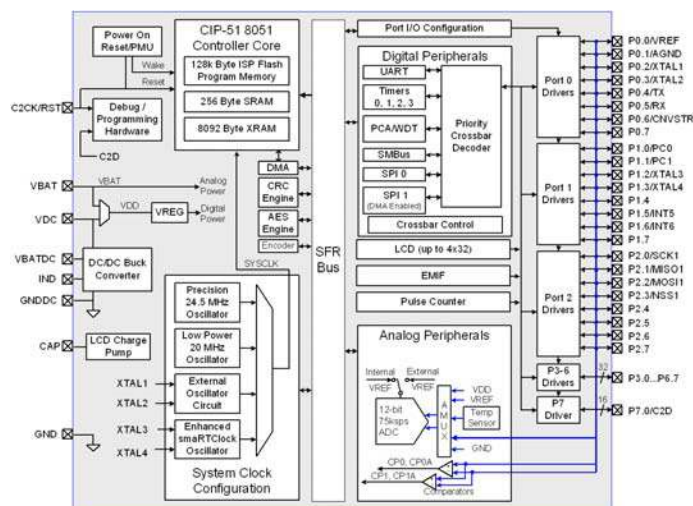 Power On
Reset/PMU
Wake
Reset
C2CK/RST
Debug /
Programming
Hardware
C2D
CIP-51 8051
Controller Core
128k Byte ISP Flash
Program Memory
256 Byte SRAM
8092 Byte XRAM
DMA
CRC
Engine
AES
Engine
Encoder
SYSCLK
VBAT
VBAT
Analog
Power
VDC
VDD
VREG
Digital
Power
VBATDC
IND
GNDDC
DC/DC Buck
Converter
CAP
LCD Charge
Pump
XTAL1
XTAL2
XTAL3
XTAL4
GND
Precision
24.5 MHz
Oscillator
Low Power
20 MHz
Oscillator
External
Oscillator
Circuit
Enhanced
smaRTClock
Oscillator
System Clock
Configuration
SFR
Bus
Port I/O Configuration
Digital Peripherals
UART
Timers
0, 1, 2, 3
PCA/WDT
SMBus
SPI 0
SPI 1
(DMA Enabled)
Priority
Crossbar
Decoder
Crossbar Control
LCD (up to 4x32)
EMIF
Pulse Counter
Analog Peripherals
Internal
VREF
External
VREF
12-bit
75ksps
ADC
A
M
U
X
VDD
VREF
Temp
Sensor
GND
CP0, CP0A
CP1, CP1A
Comparators
Port 0
Drivers
Port 1
Drivers
Port 2
Drivers
P3-6
Drivers
P7
Driver
32
16
P0.0/VREF
P0.1/AGND
P0.2/XTAL1
P0.3/XTAL2
P0.4/TX
P0.5/RX
P0.6/CNVSTR
P0.7
P1.0/PC0
P1.1/PC1
P1.2/XTAL3
P1.3/XTAL4
P1.4
P1.5/INT5
P1.6/INT6
P1.7
P2.0/SCK1
P2.1/MISO1
P2.2/MOSI1
P2.3/NSS1
P2.4
P2.5
P2.6
P2.7
P3.0...P6.7
P7.0/C2D